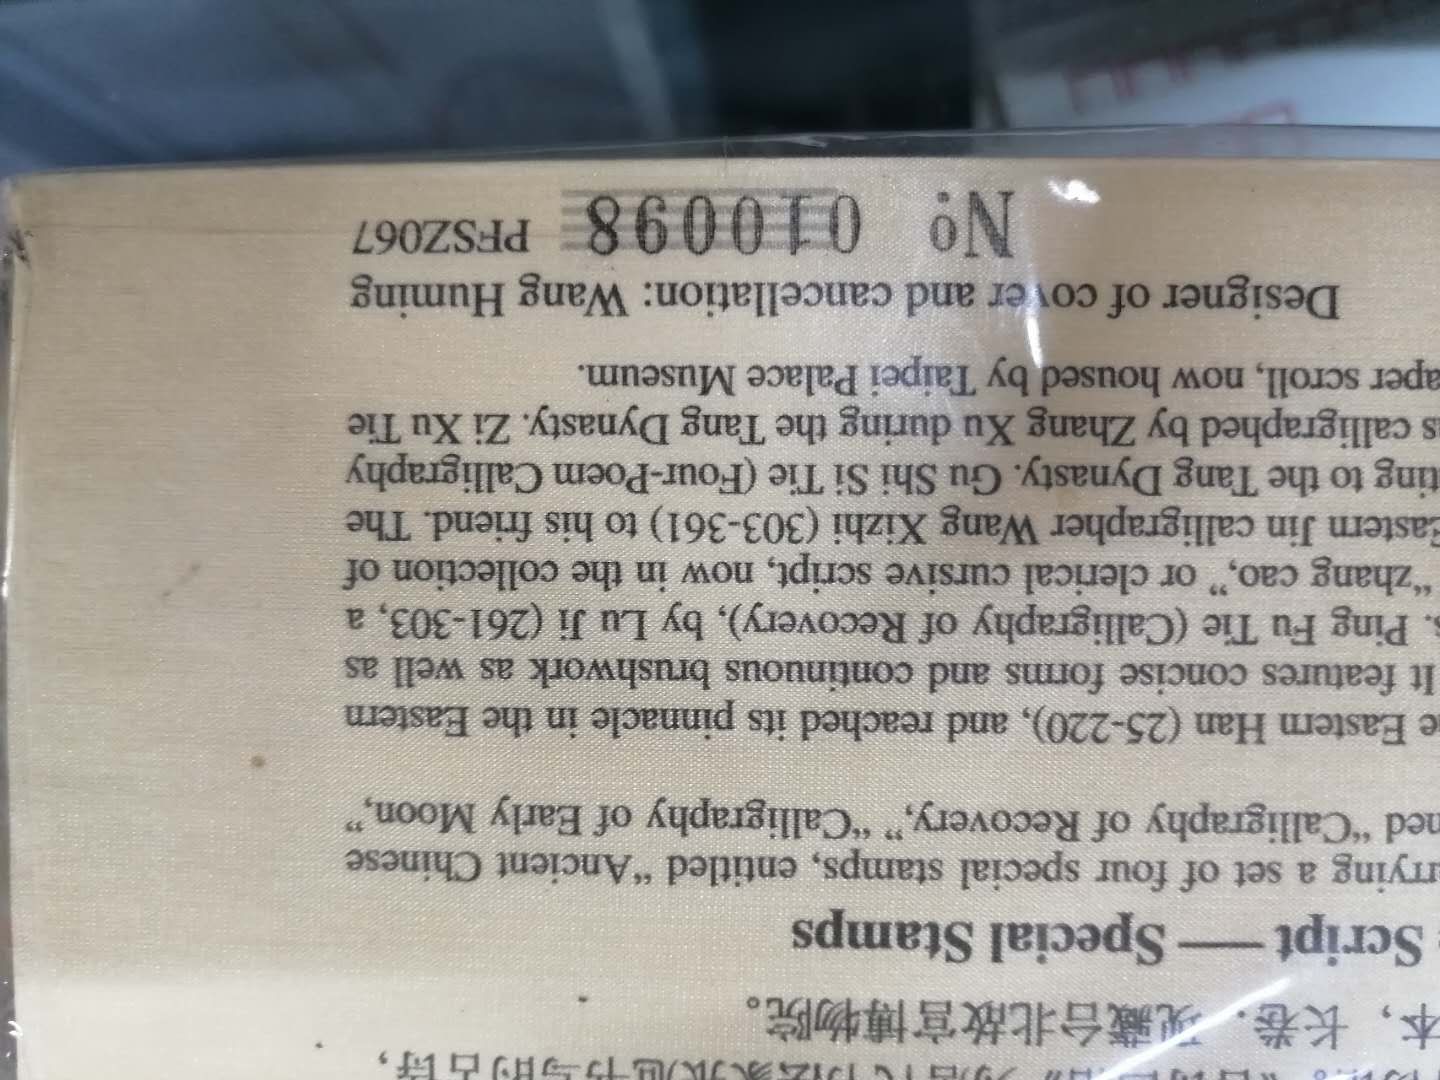 本，长卷．现藏台北故宫博物院。
Script — Special Stamps
a set of four special stamps, entitled “Ancient Chinese
“Calligraphy of Recovery,” “Calligraphy of Early Moon,”
Eastern Han (25-220), and reached its pinnacle in the Eastern
It features concise forms and continuous brushwork as well as
Ping Fu Tie (Calligraphy of Recovery), by Lu Ji (261-303, a
“zhang cao,” or clerical cursive script, now in the collection of
Eastern Jin calligrapher Wang Xizhi (303-361) to his friend. The
to the Tang Dynasty. Gu Shi Si Tie (Four-Poem Calligraphy
calligraphed by Zhang Xu during the Tang Dynasty. Zi Xu Tie
scroll, now housed by Taipei Palace Museum.
Designer of cover and cancellation: Wang Huming
№ 010098 PFSZ067